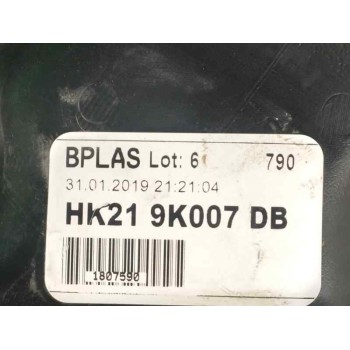 BPLAS Lot: 6 790
31.01.2019 21:21:04
HK21 9K007 DB
1807590